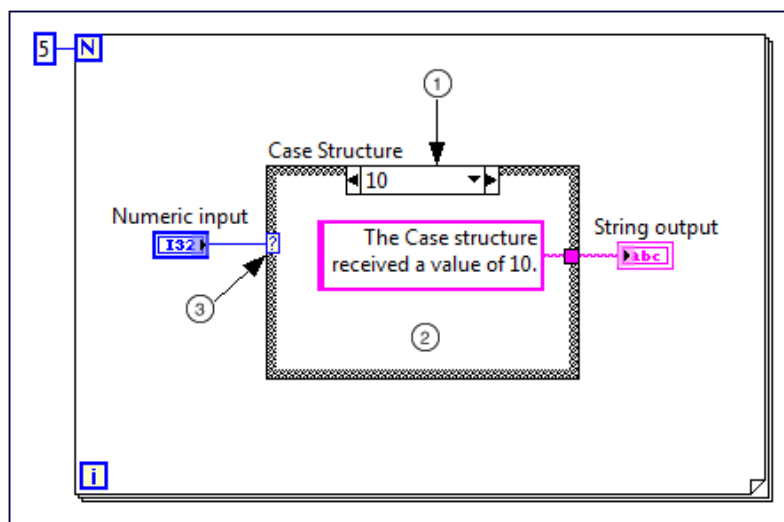 5 N
1
Case Structure
10
Numeric input
I32
?
The Case structure
received a value of 10.
String output
abc
3
2
i